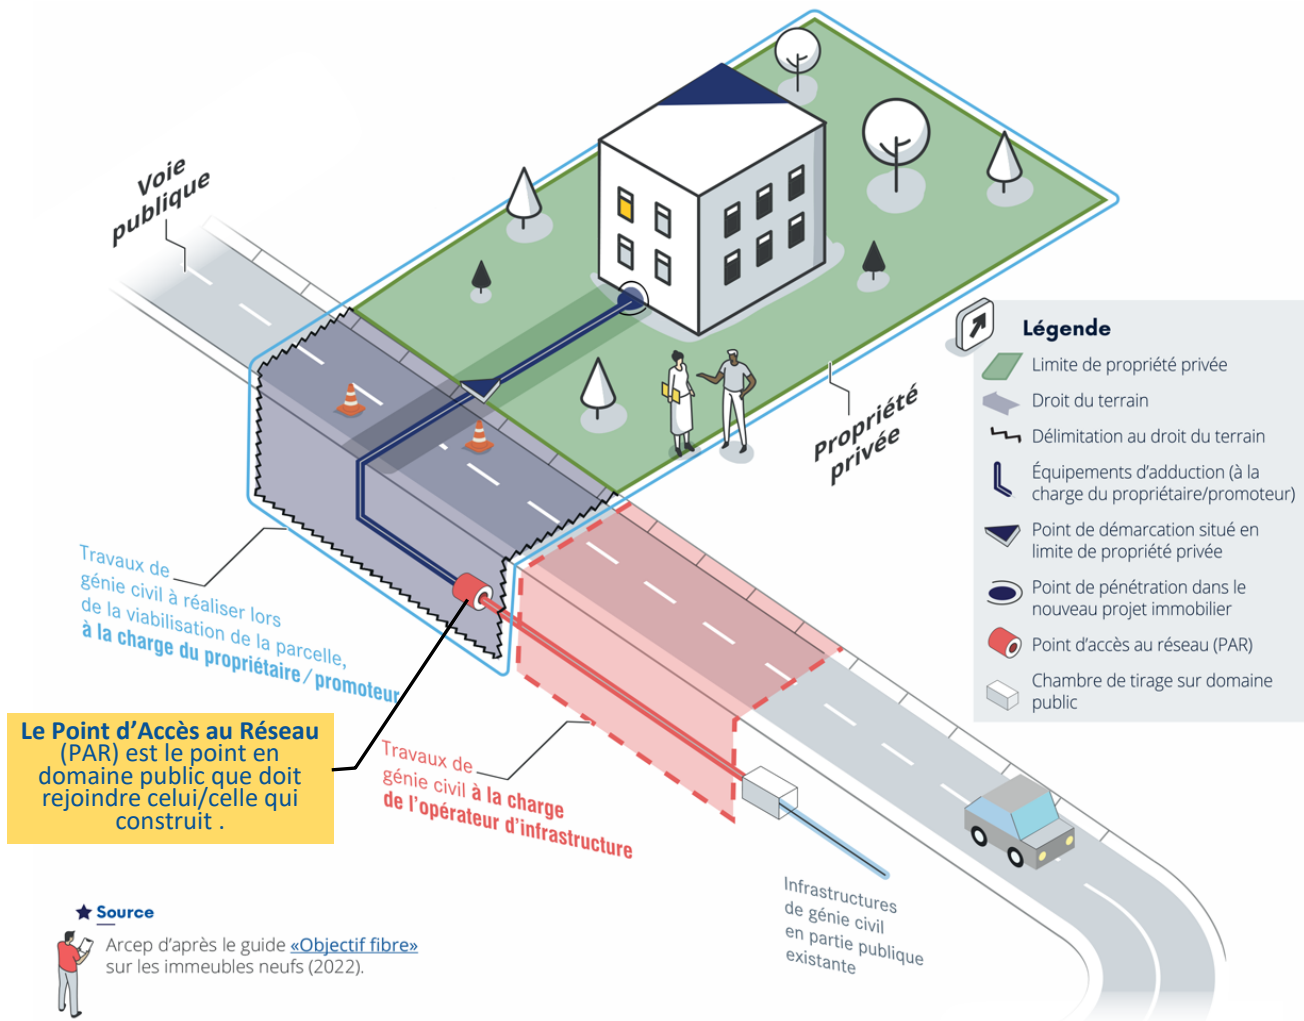 Voie
publique
Propriété
privée
Légende
Limite de propriété privée
Droit du terrain
Délimitation au droit du terrain
Équipements d’adduction (à la
charge du propriétaire/promoteur)
Point de démarcation situé en
limite de propriété privée
Point de pénétration dans le
nouveau projet immobilier
Point d’accès au réseau (PAR)
Chambre de tirage sur domaine
public
Travaux de
génie civil à réaliser lors
de la viabilisation de la parcelle,
à la charge du propriétaire / promoteur
Le Point d’Accès au Réseau
(PAR) est le point en
domaine public que doit
rejoindre celui/celle qui
construit .
Travaux de
génie civil à la charge
de l’opérateur d’infrastructure
Infrastructures
de génie civil
en partie publique
existante
Source
Arcep d’après le guide «Objectif fibre»
sur les immeubles neufs (2022).